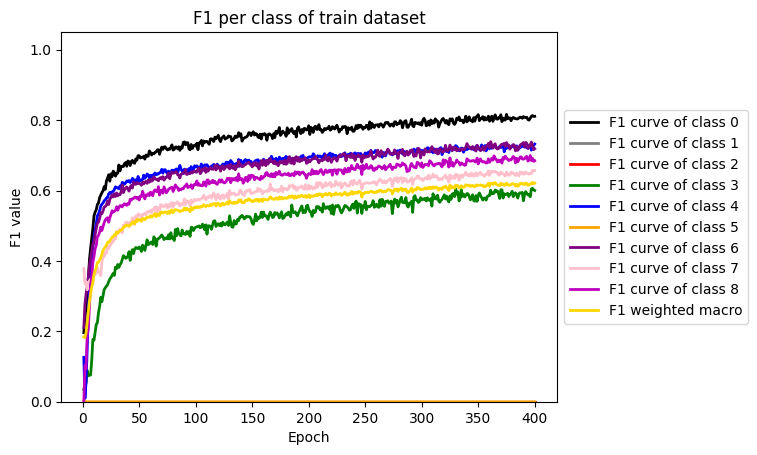 F1 per class of train dataset
1.0
0.8
0.6
0.4
0.2
0.0
F1 value
0 50 100 150 200 250 300 350 400
Epoch
F1 curve of class 0
F1 curve of class 1
F1 curve of class 2
F1 curve of class 3
F1 curve of class 4
F1 curve of class 5
F1 curve of class 6
F1 curve of class 7
F1 curve of class 8
F1 weighted macro